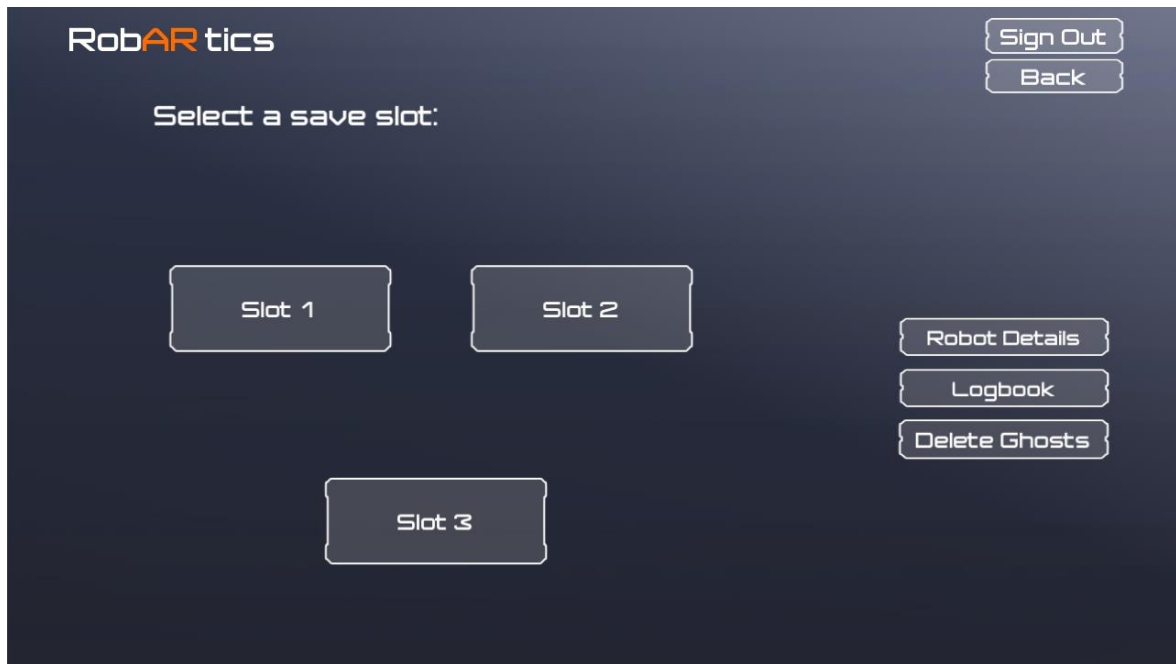 RobARtics
Sign Out
Back
Select a save slot:
Slot 1
Slot 2
Robot Details
Logbook
Delete Ghosts
Slot 3